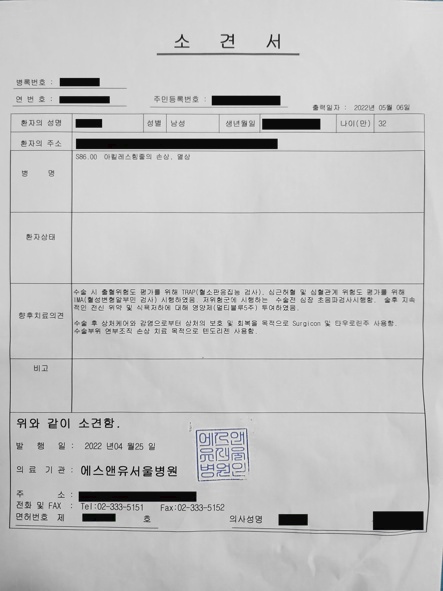 소 견 서
병록번호 :
연 번 호 : 주민등록번호 :
출력일자 : 2022년 05월 06일
환자의 성명 성별 남성 생년월일 나이(만) 32
환자의 주소
병 명 S86.00 아킬레스힘줄의 손상, 열상
환자상태
향후치료의견
수술 시 출혈위험도 평가를 위해 TRAP(혈소판응집능 검사), 심근허혈 및 심혈관계 위험도 평가를 위해
IMA(혈성변형알부민 검사) 시행하였음. 저위험군에 시행하는 수술전 심장 초음파검사시행함. 술후 지속
적인 전신 위약 및 식욕저하에 대해 영양제(멀티블루5주) 투여하였음.
수술 후 상처케어와 감염으로부터 상처의 보호 및 회복을 목적으로 Surgicon 및 타우로린주 사용함.
수술부위 연부조직 손상 치료 목적으로 텐도리젠 사용함.
비고
위와 같이 소견함.
발 행 일 : 2022 년04 월25 일
의 료 기 관 : 에스앤유서울병원
에스앤
유서울
병원인
주 소 :
전화 및 FAX : Tel:02-333-5151 Fax:02-333-5152
면허번호 제 호 의사성명